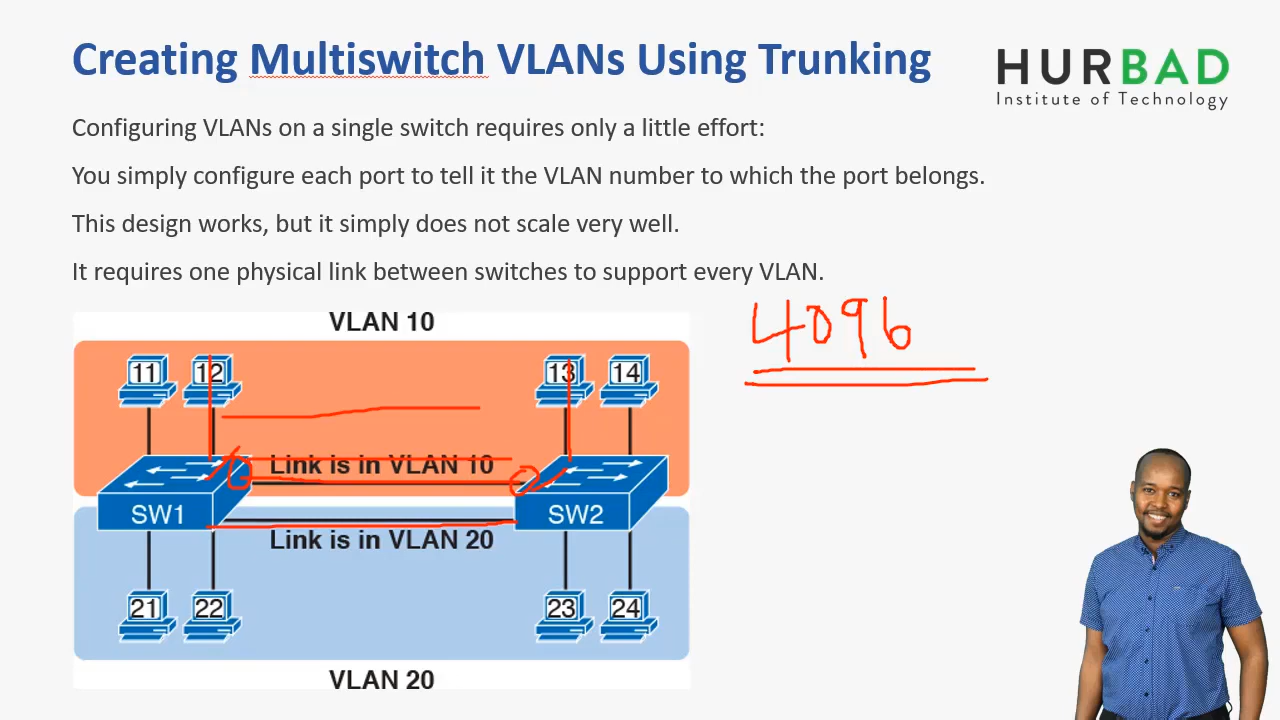 Creating Multiswitch VLANs Using Trunking
HURBAD
Institute of Technology
Configuring VLANs on a single switch requires only a little effort:
You simply configure each port to tell it the VLAN number to which the port belongs.
This design works, but it simply does not scale very well.
It requires one physical link between switches to support every VLAN.
4096
VLAN 10
11 12 13 14
Link is in VLAN 10
SW1 SW2
Link is in VLAN 20
21 22 23 24
VLAN 20